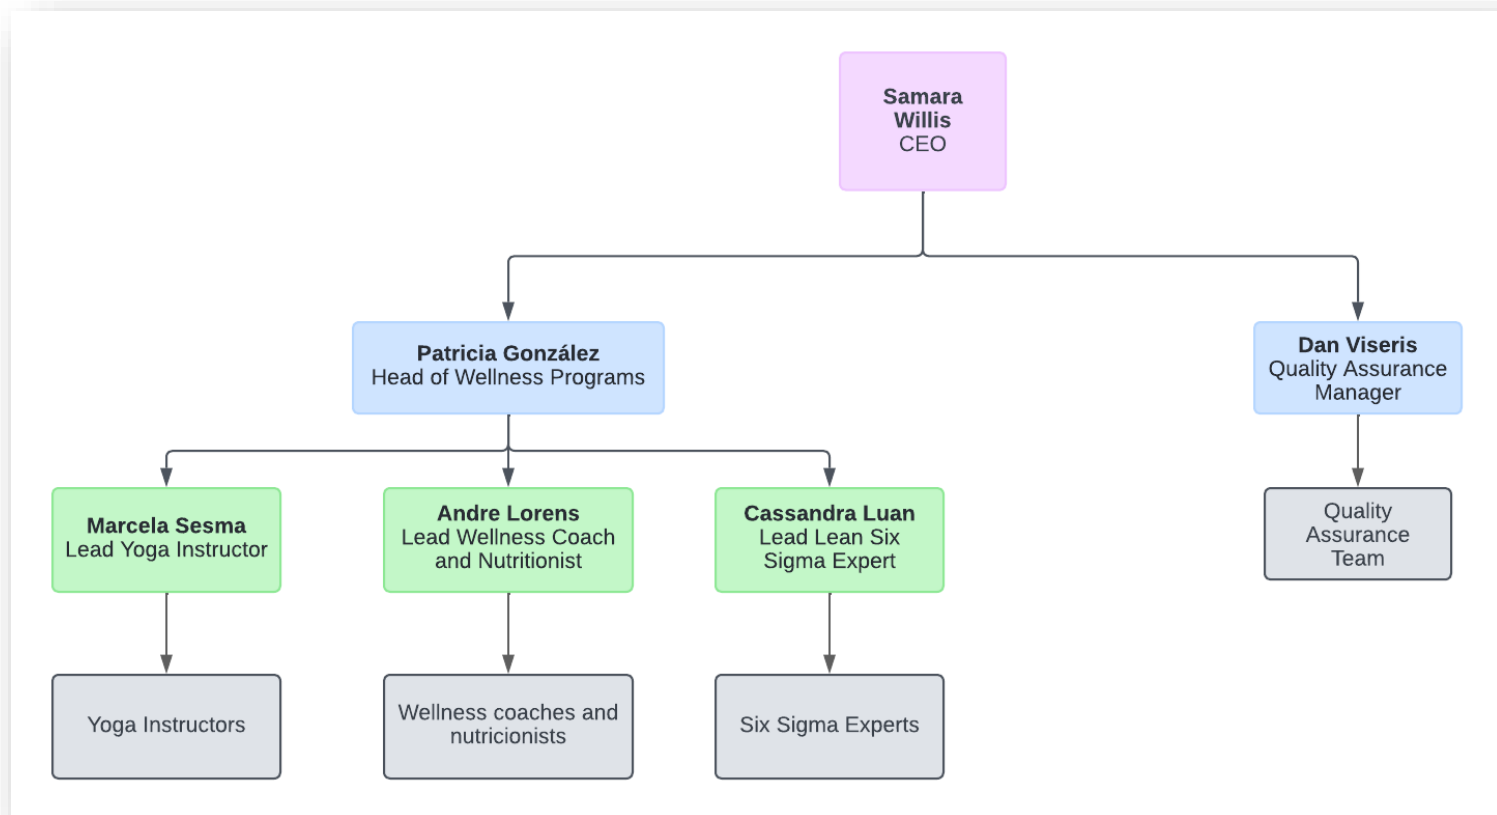 Samara
Willis
CEO
Patricia González
Head of Wellness Programs
Dan Viseris
Quality Assurance
Manager
Marcela Sesma
Lead Yoga Instructor
Andre Lorens
Lead Wellness Coach
and Nutritionist
Cassandra Luan
Lead Lean Six
Sigma Expert
Quality
Assurance
Team
Yoga Instructors
Wellness coaches and
nutricionists
Six Sigma Experts